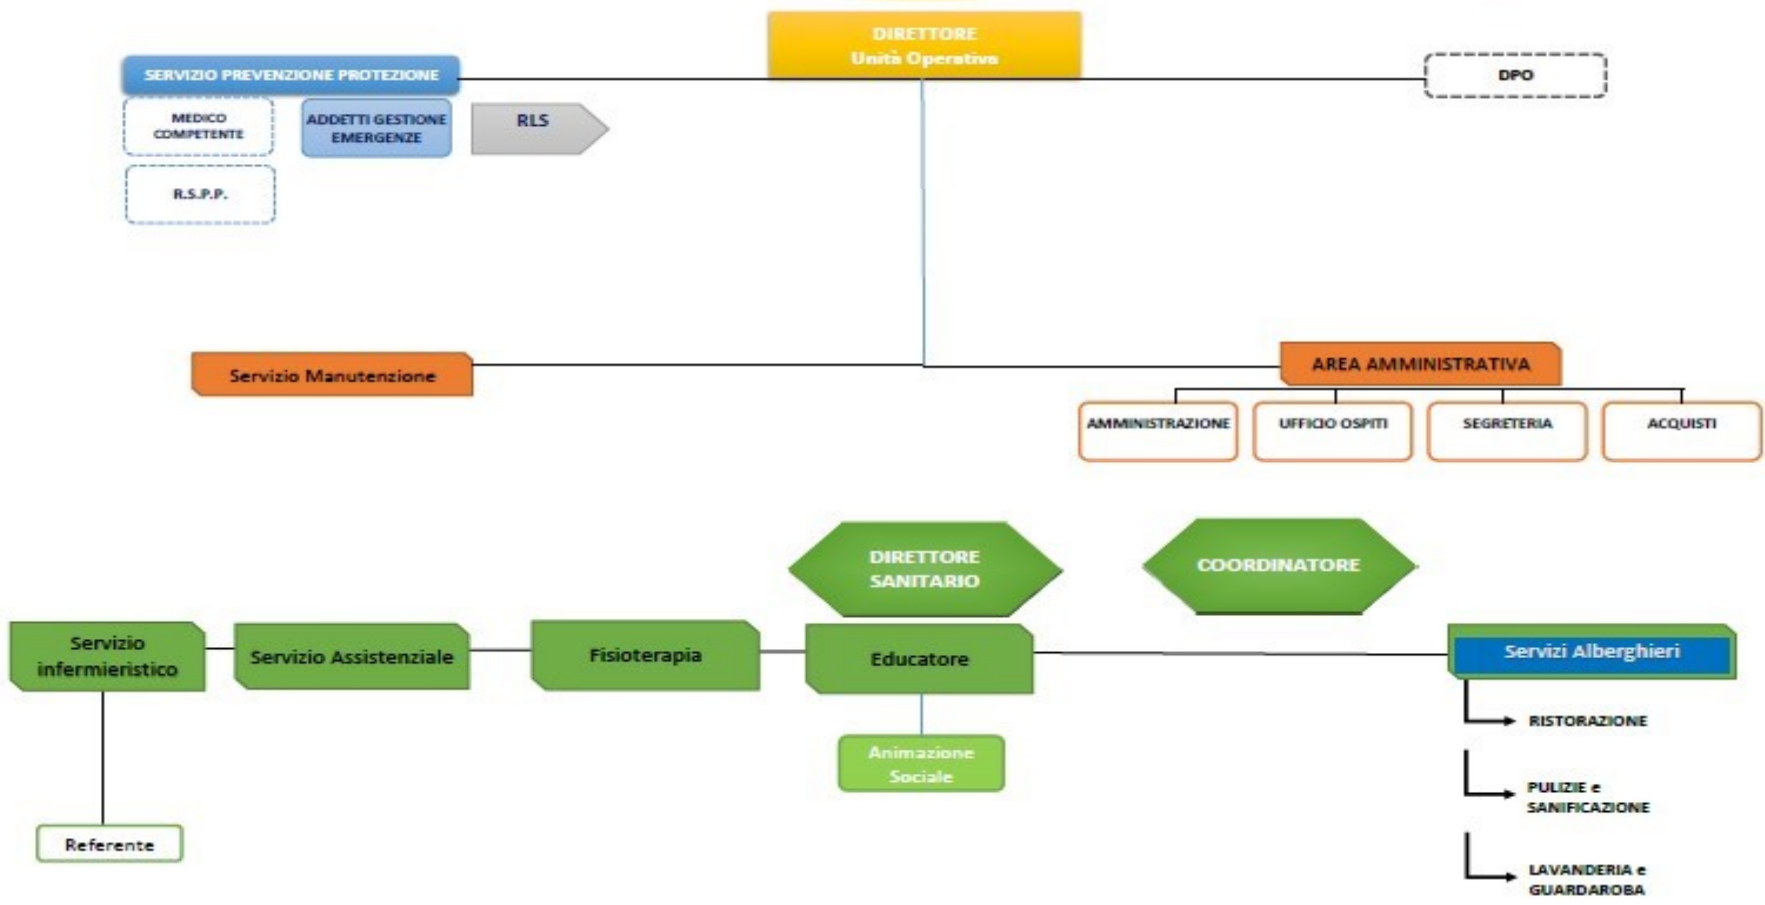 DIRETTORE
Unità Operativa
SERVIZIO PREVENZIONE PROTEZIONE
DPO
MEDICO
COMPETENTE
ADDETTI GESTIONE
EMERGENZE
RLS
R.S.P.P.
Servizio Manutenzione
AREA AMMINISTRATIVA
AMMINISTRAZIONE
UFFICIO OSPITI
SEGRETERIA
ACQUISTI
DIRETTORE
SANITARIO
COORDINATORE
Servizio
infermieristico
Servizio Assistenziale
Fisioterapia
Educatore
Servizi Alberghieri
RISTORAZIONE
Animazione
Sociale
PULIZIE e
SANIFICAZIONE
Referente
LAVANDERIA e
GUARDAROBA